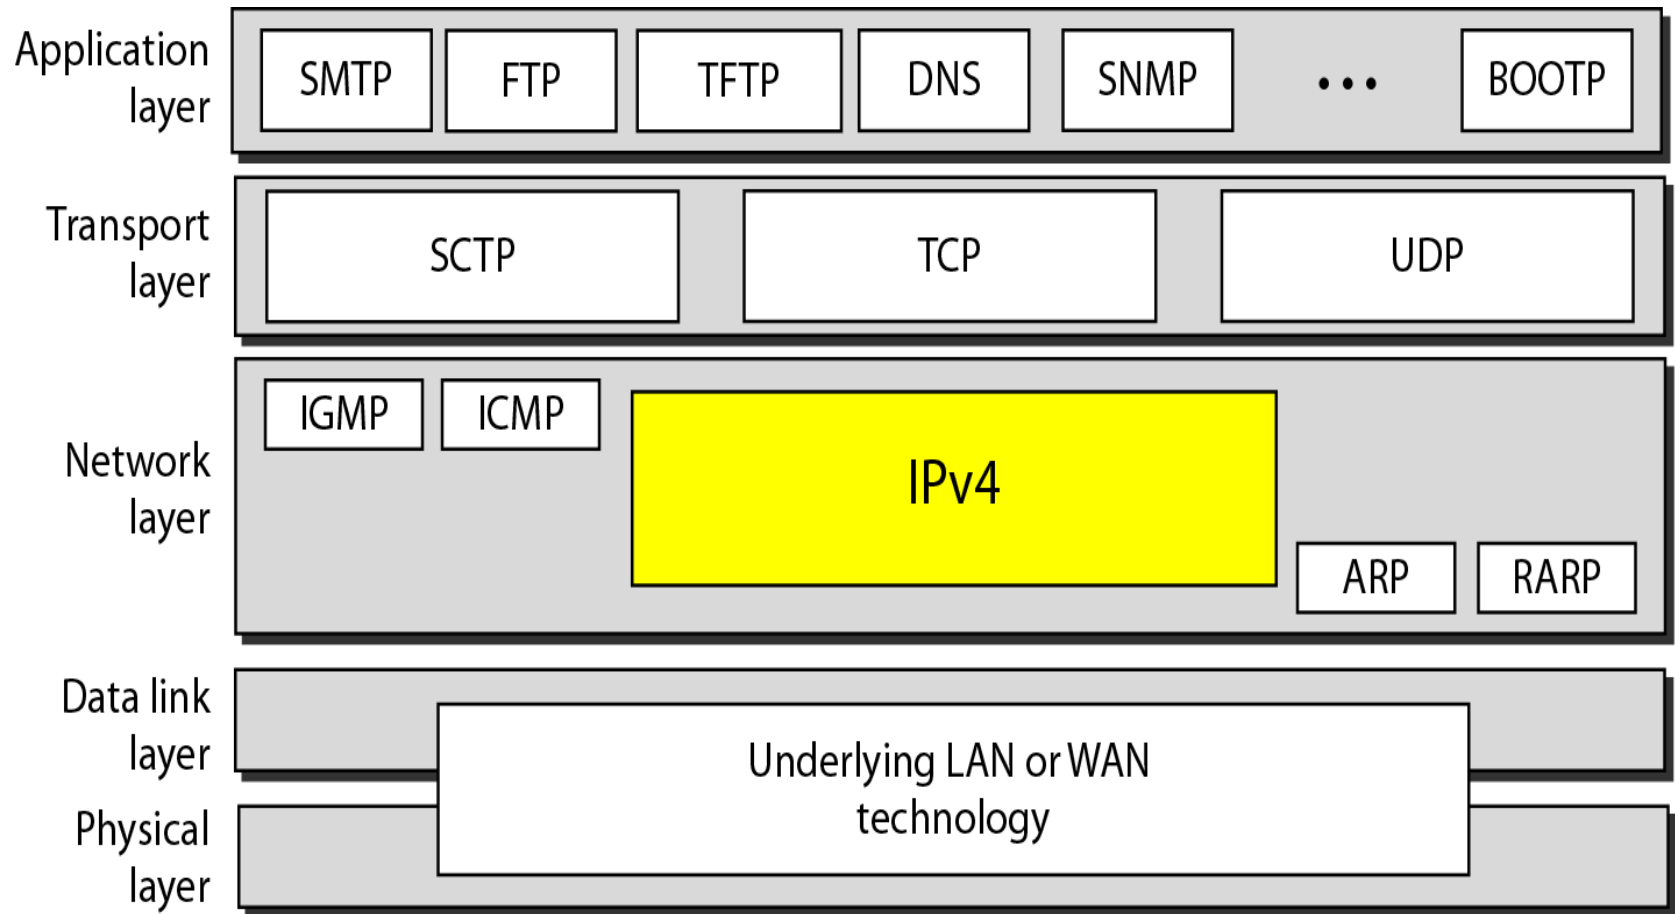 Application
layer
SMTP
FTP
TFTP
DNS
SNMP
...
BOOTP
Transport
layer
SCTP
TCP
UDP
Network
layer
IGMP
ICMP
IPv4
ARP
RARP
Data link
layer
Underlying LAN or WAN
technology
Physical
layer